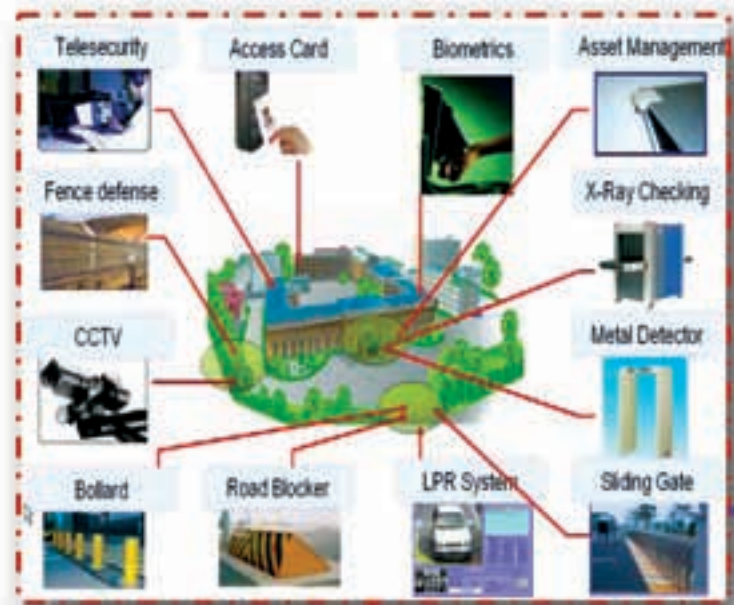 Telesecurity
Access Card
Biometrics
Asset Management
Fence defense
X-Ray Checking
CCTV
Metal Detector
Bollard
Road Blocker
LPR System
Sliding Gate